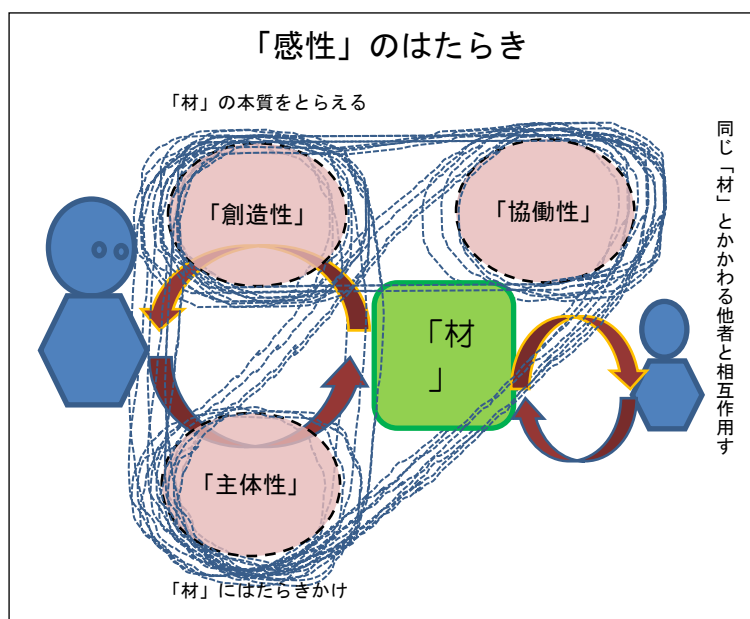 「感性」のはたらき
「材」の本質をとらえる
「創造性」
「協働性」
同じ「材」とかかわる他者と相互作用す
「材
」
「主体性」
「材」にはたらきかけ